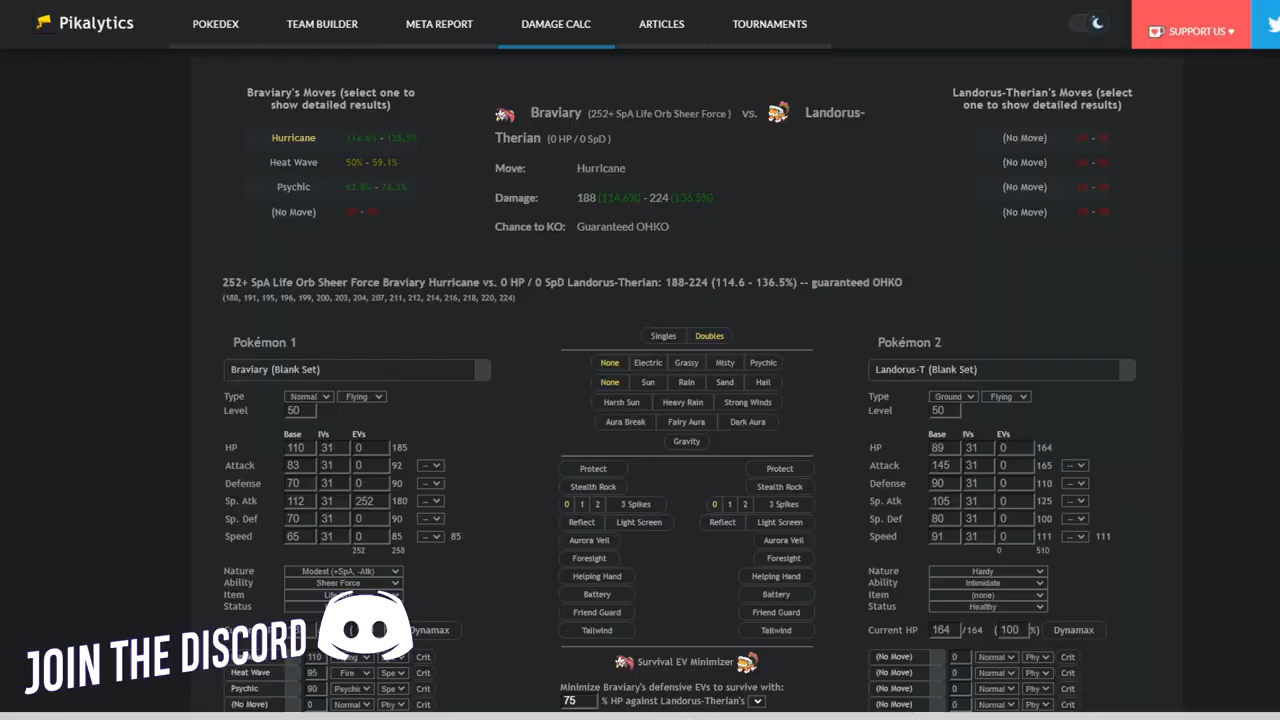 Pikalytics
POKEDEX TEAM BUILDER META REPORT DAMAGE CALC ARTICLES TOURNAMENTS
SUPPORT US ♥
Braviary's Moves (select one to show detailed results)
Hurricane 114.6% - 136.5%
Heat Wave 50% - 59.1%
Psychic 62.8% - 74.3%
(No Move) 0% - 0%
Braviary (252+ SpA Life Orb Sheer Force ) VS. Landorus-
Therian (0 HP / 0 SpD )
Move: Hurricane
Damage: 188 (114.6%) - 224 (136.5%)
Chance to KO: Guaranteed OHKO
Landorus-Therian's Moves (select one to show detailed results)
(No Move) 0% - 0%
(No Move) 0% - 0%
(No Move) 0% - 0%
(No Move) 0% - 0%
252+ SpA Life Orb Sheer Force Braviary Hurricane vs. 0 HP / 0 SpD Landorus-Therian: 188-224 (114.6 - 136.5%) -- guaranteed OHKO
(188, 191, 195, 196, 199, 200, 203, 204, 207, 211, 212, 214, 216, 218, 220, 224)
Pokémon 1
Braviary (Blank Set)
Type Normal Flying
Level 50
Base IVs EVs
HP 110 31 0 185
Attack 83 31 0 92 --
Defense 70 31 0 90 --
Sp. Atk 112 31 252 180 --
Sp. Def 70 31 0 90 --
Speed 65 31 0 85 -- 85
252 258
Nature Modest (+SpA, -Atk)
Ability Sheer Force
Item
Status
Dynamax
110 Crit
Heat Wave 95 Fire Spe Crit
Psychic 90 Psychic Spe Crit
(No Move) 0 Normal Phy Crit
Singles Doubles
None Electric Grassy Misty Psychic
None Sun Rain Sand Hail
Harsh Sun Heavy Rain Strong Winds
Aura Break Fairy Aura Dark Aura
Gravity
Protect Protect
Stealth Rock Stealth Rock
0 1 2 3 Spikes 0 1 2 3 Spikes
Reflect Light Screen Reflect Light Screen
Aurora Veil Aurora Veil
Foresight Foresight
Helping Hand Helping Hand
Battery Battery
Friend Guard Friend Guard
Tailwind Tailwind
Survival EV Minimizer
Minimize Braviary's defensive EVs to survive with:
75 % HP against Landorus-Therian's
Pokémon 2
Landorus-T (Blank Set)
Type Ground Flying
Level 50
Base IVs EVs
HP 89 31 0 164
Attack 145 31 0 165 --
Defense 90 31 0 110 --
Sp. Atk 105 31 0 125 --
Sp. Def 80 31 0 100 --
Speed 91 31 0 111 -- 111
0 510
Nature Hardy
Ability Intimidate
Item (none)
Status Healthy
Current HP 164 /164 (100 %) Dynamax
(No Move) 0 Normal Phy Crit
(No Move) 0 Normal Phy Crit
(No Move) 0 Normal Phy Crit
(No Move) 0 Normal Phy Crit
JOIN THE DISCORD